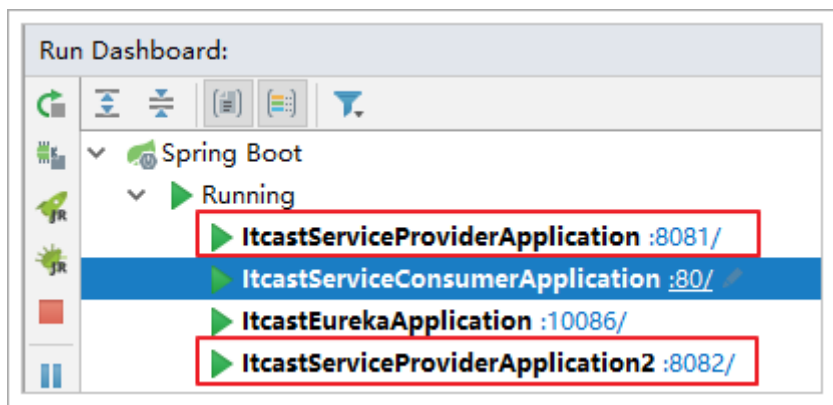 Run Dashboard:
Spring Boot
Running
ItcastServiceProviderApplication :8081/
ItcastServiceConsumerApplication :80/
ItcastEurekaApplication :10086/
ItcastServiceProviderApplication2 :8082/